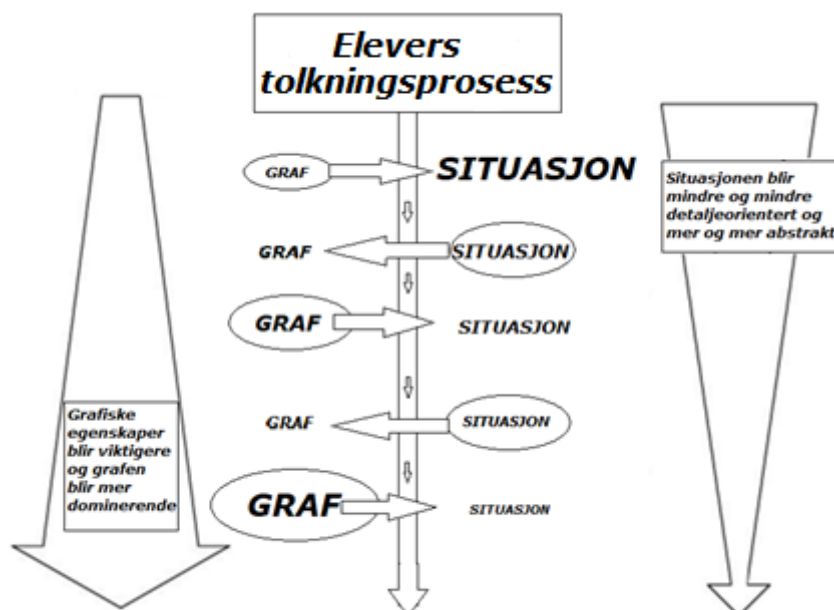 Elevers
tolkningsprosess
GRAF
SITUASJON
Situasjonen blir
mindre og mindre
detaljeorientert og
mer og mer abstrakt
GRAF
SITUASJON
GRAF
SITUASJON
Grafiske
egenskaper
blir viktigere
og grafen
blir mer
dominerende
GRAF
SITUASJON
GRAF
SITUASJON